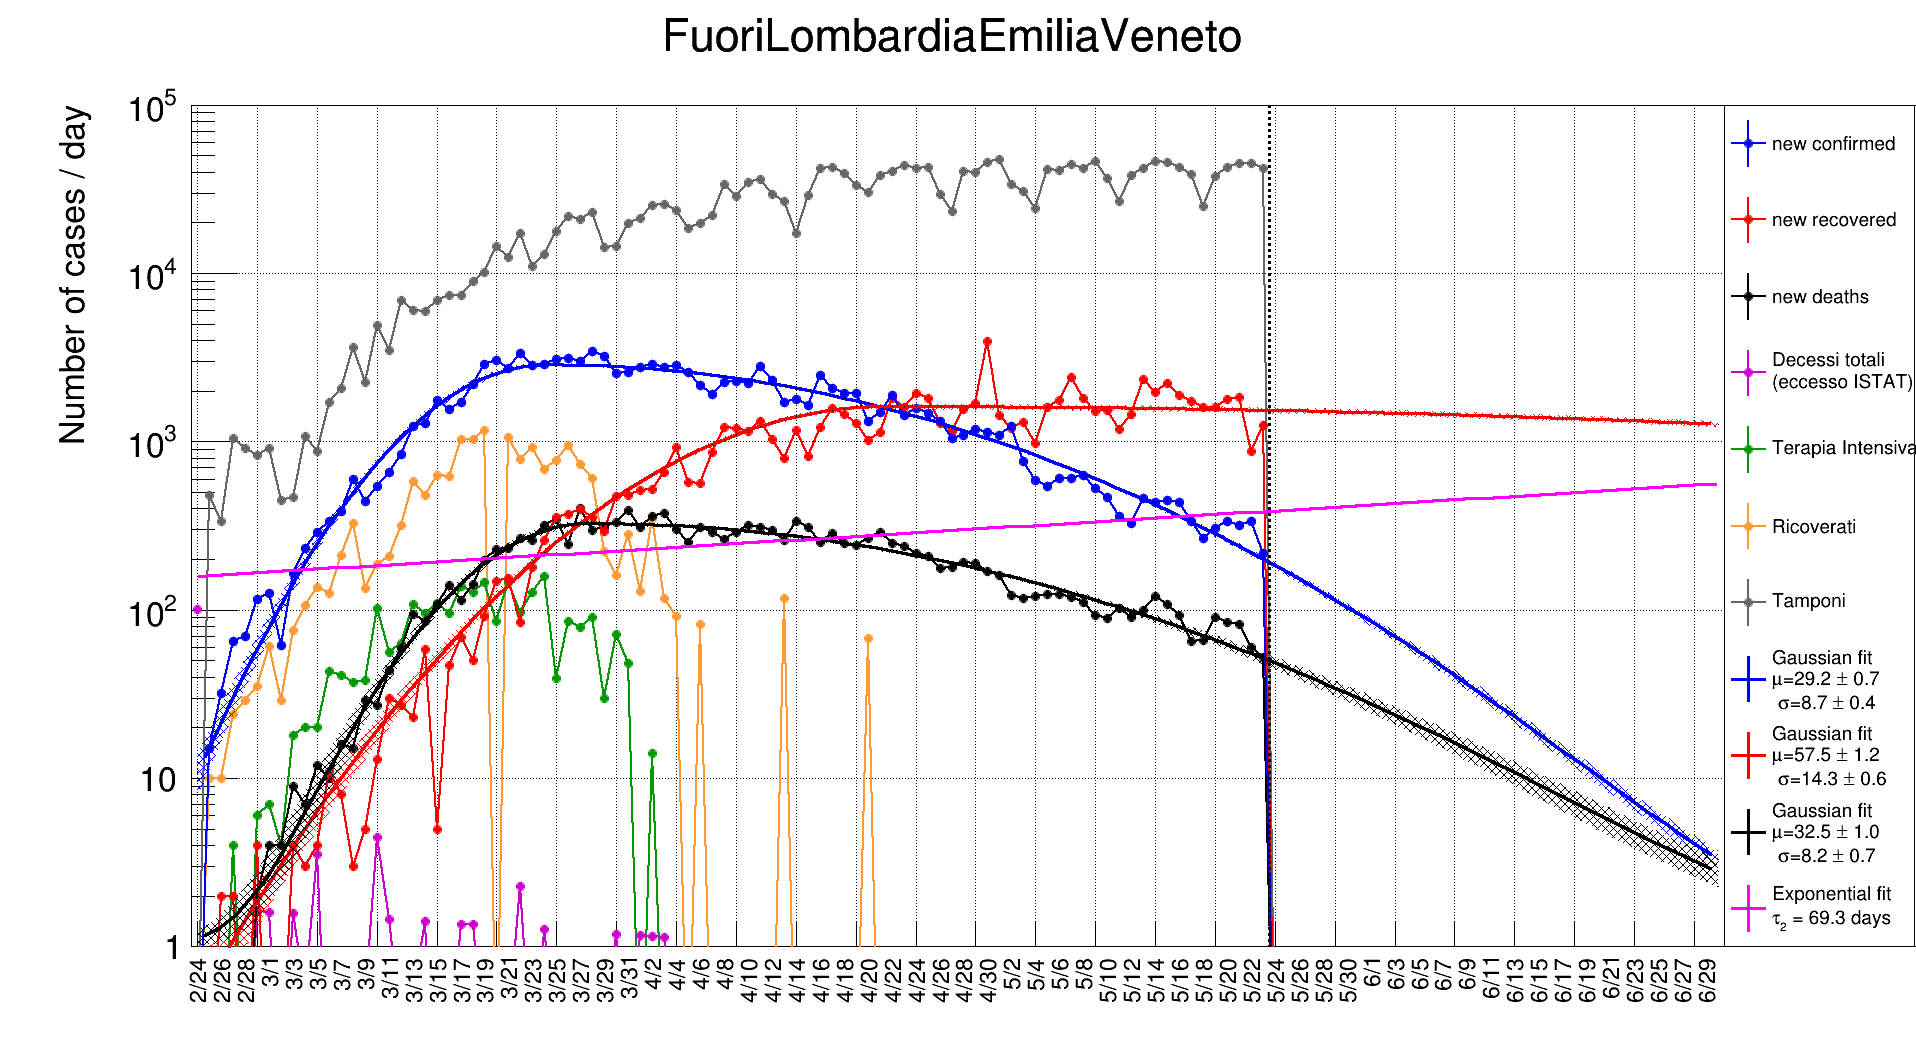 FuoriLombardiaEmiliaVeneto
Number of cases / day
10^5
10^4
10^3
10^2
10
1
2/24 2/26 2/28 3/1 3/3 3/5 3/7 3/9 3/11 3/13 3/15 3/17 3/19 3/21 3/23 3/25 3/27 3/29 3/31 4/2 4/4 4/6 4/8 4/10 4/12 4/14 4/16 4/18 4/20 4/22 4/24 4/26 4/28 4/30 5/2 5/4 5/6 5/8 5/10 5/12 5/14 5/16 5/18 5/20 5/22 5/24 5/26 5/28 5/30 6/1 6/3 6/5 6/7 6/9 6/11 6/13 6/15 6/17 6/19 6/21 6/23 6/25 6/27 6/29
new confirmed
new recovered
new deaths
Decessi totali
(eccesso ISTAT)
Terapia Intensiva
Ricoverati
Tamponi
Gaussian fit
μ=29.2 ± 0.7
σ=8.7 ± 0.4
Gaussian fit
μ=57.5 ± 1.2
σ=14.3 ± 0.6
Gaussian fit
μ=32.5 ± 1.0
σ=8.2 ± 0.7
Exponential fit
τ₂ = 69.3 days